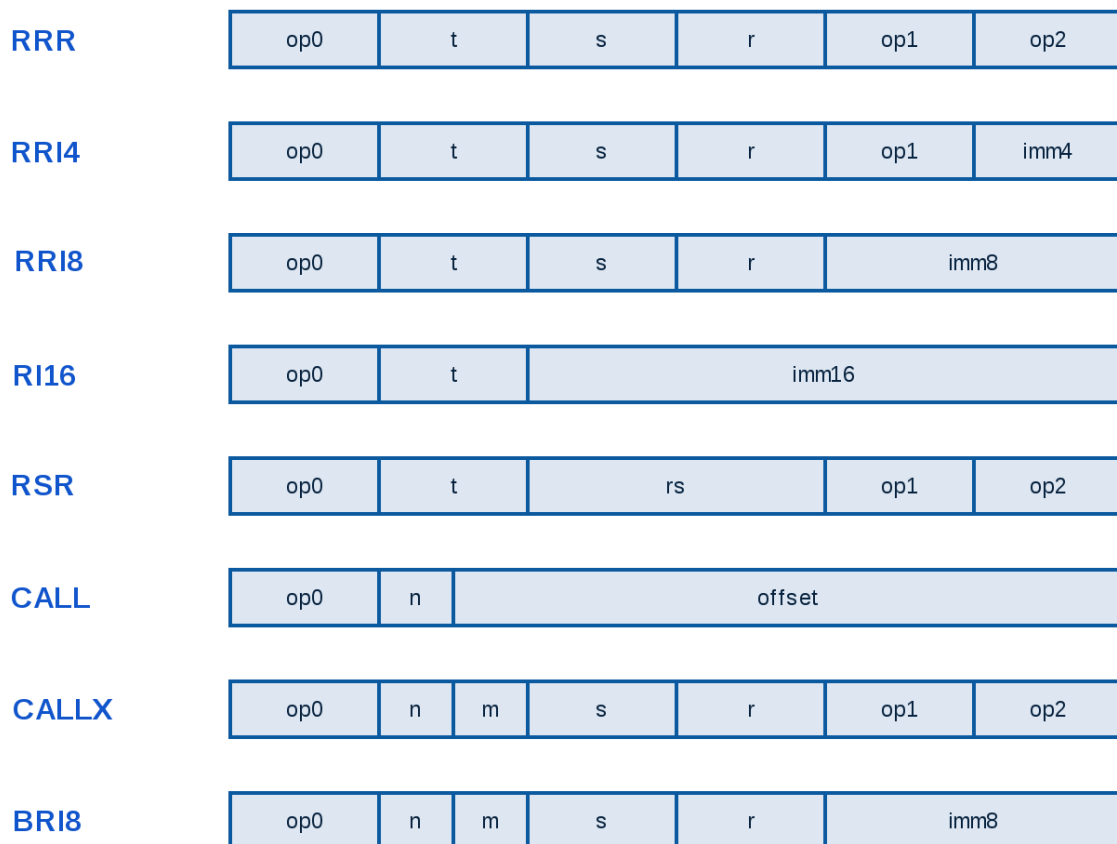 RRR op0 t s r op1 op2
RRI4 op0 t s r op1 imm4
RRI8 op0 t s r imm8
RI16 op0 t imm16
RSR op0 t rs op1 op2
CALL op0 n offset
CALLX op0 n m s r op1 op2
BRI8 op0 n m s r imm8